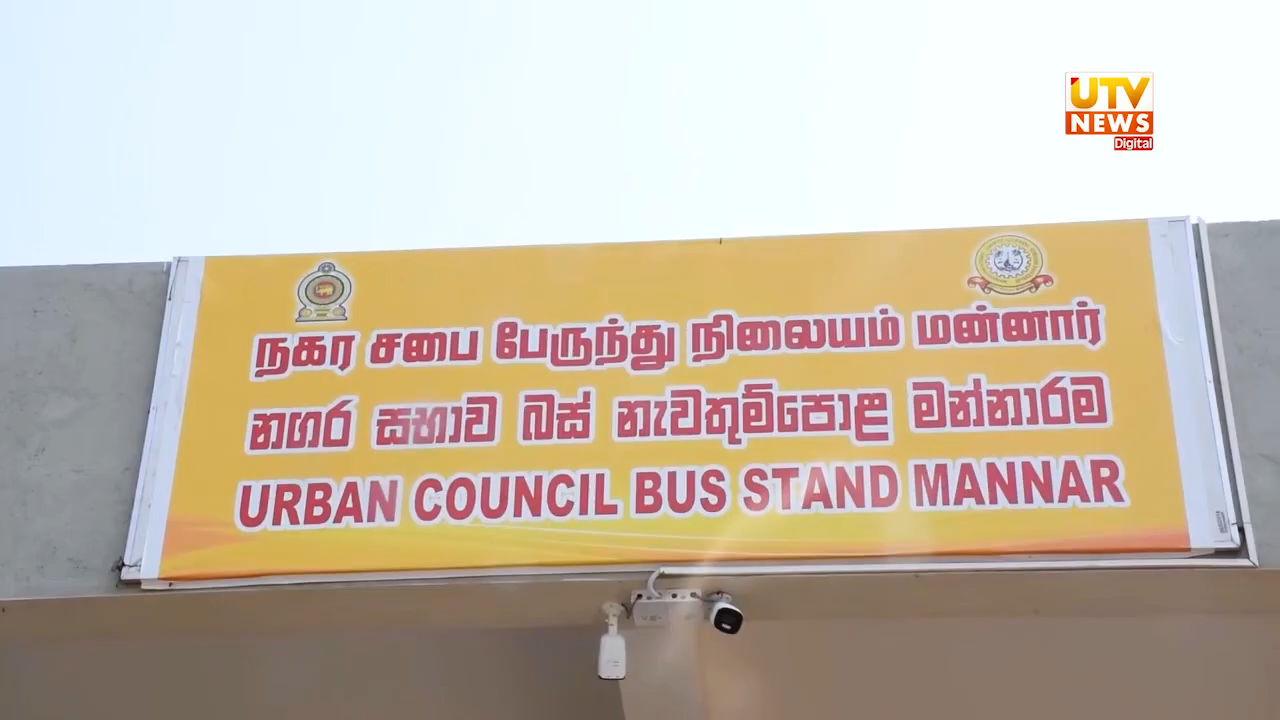 UTV
NEWS
Digital
நகர சபை பேருந்து நிலையம் மன்னார்
නගර සභාව බස් නැවතුම්පොළ මන්නාරම
URBAN COUNCIL BUS STAND MANNAR